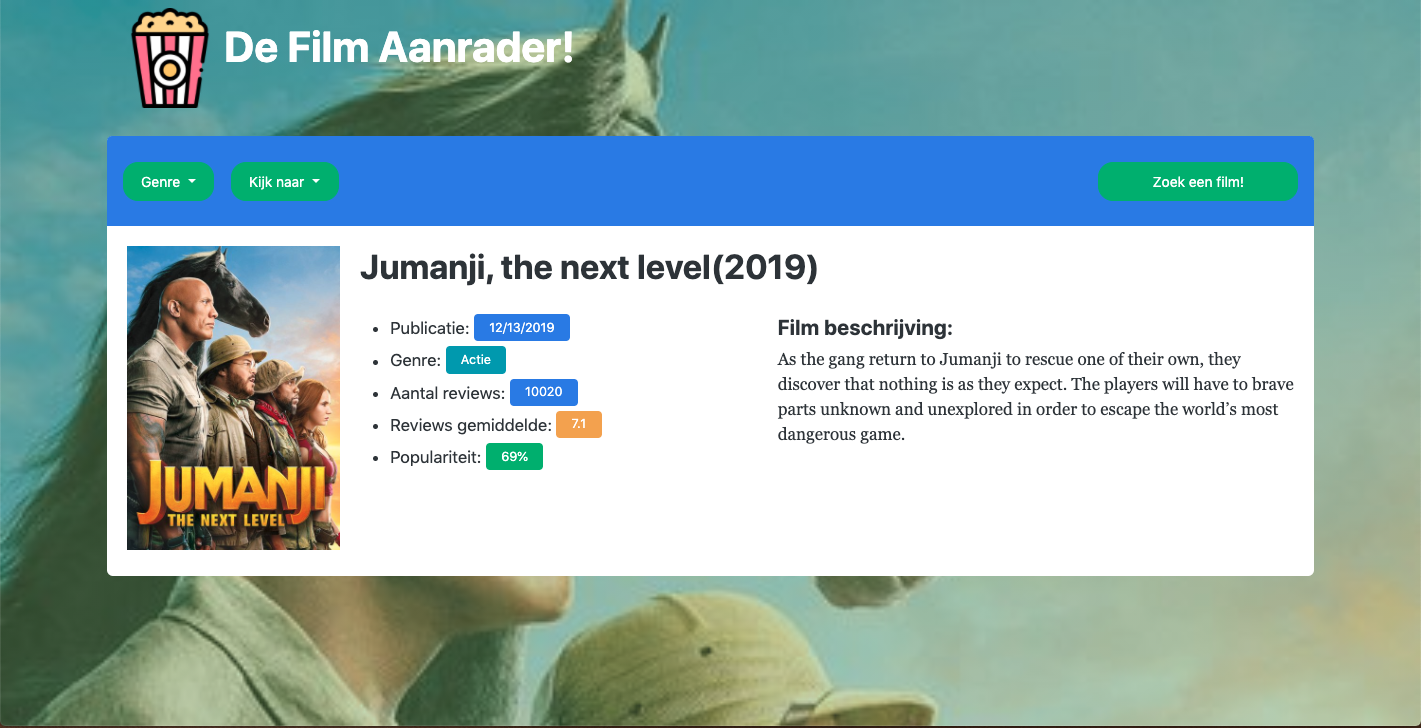 De Film Aanrader!
Genre
Kijk naar
Zoek een film!
Jumanji, the next level(2019)
Publicatie: 12/13/2019
Genre: Actie
Aantal reviews: 10020
Reviews gemiddelde: 7.1
Populariteit: 69%
Film beschrijving:
As the gang return to Jumanji to rescue one of their own, they
discover that nothing is as they expect. The players will have to brave
parts unknown and unexplored in order to escape the world’s most
dangerous game.
JUMANJI
THE NEXT LEVEL